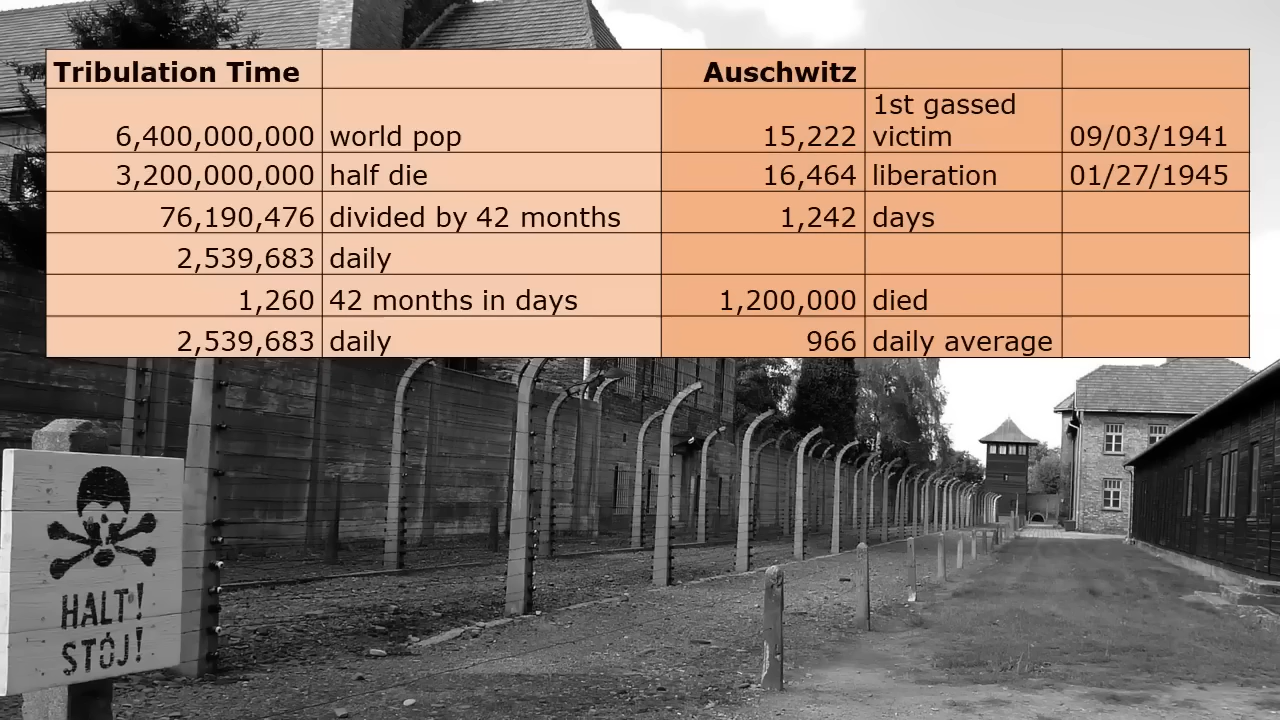 Tribulation Time Auschwitz
6,400,000,000 world pop 15,222 1st gassed victim 09/03/1941
3,200,000,000 half die 16,464 liberation 01/27/1945
76,190,476 divided by 42 months 1,242 days
2,539,683 daily
1,260 42 months in days 1,200,000 died
2,539,683 daily 966 daily average
HALT!
STÓJ!